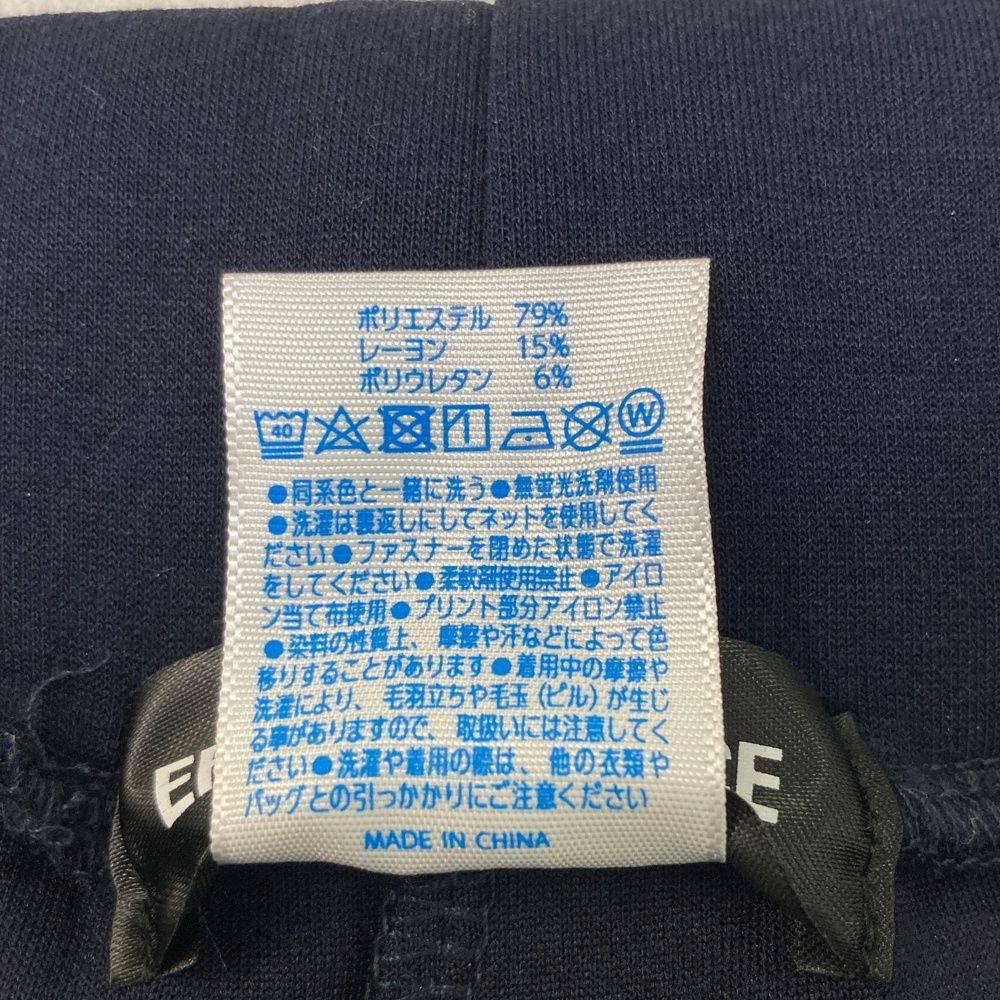 ポリエステル 79%
レーヨン 15%
ポリウレタン 6%
40 W
●同系色と一緒に洗う●無蛍光洗剤使用
●洗濯は裏返しにしてネットを使用してく
ださい●ファスナーを閉めた状態で洗濯
をしてください●柔軟剤使用禁止●アイロ
ン当て布使用●プリント部分アイロン禁止
●染料の性質上、摩擦や汗などによって色
移りすることがあります●着用中の摩擦や
洗濯により、毛羽立ちや毛玉(ピル)が生じ
る事がありますので、取扱いには注意してく
ださい●洗濯や着用の際は、他の衣類や
バッグとの引っかかりにご注意ください
MADE IN CHINA